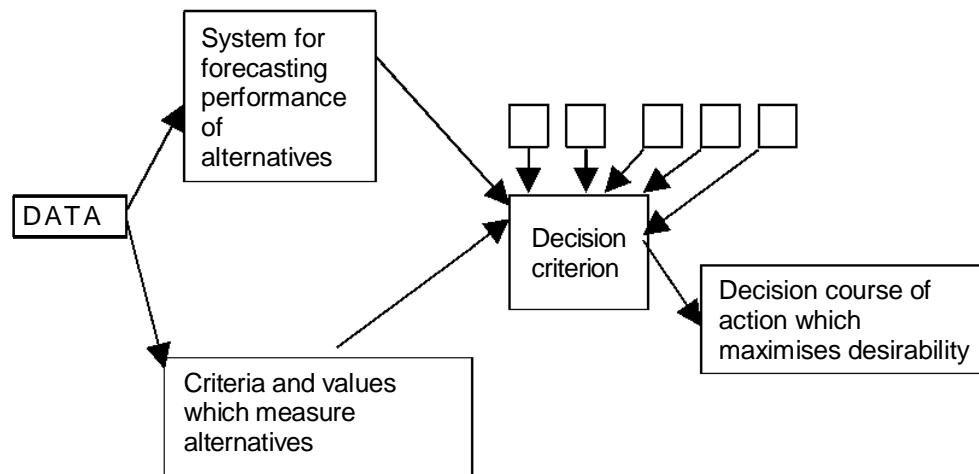 System for
forecasting
performance
of
alternatives
DATA
Decision
criterion
Decision course of
action which
maximises desirability
Criteria and values
which measure
alternatives